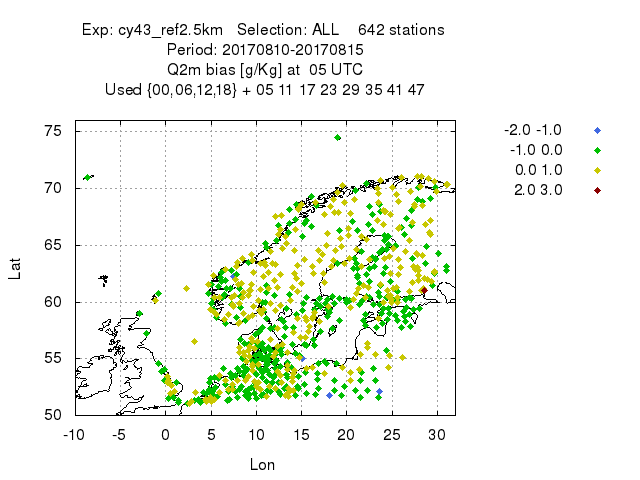 Exp: cy43_ref2.5km   Selection: ALL    642 stations
Period: 20170810-20170815
Q2m bias [g/Kg] at  05 UTC
Used {00,06,12,18} + 05 11 17 23 29 35 41 47
-2.0 -1.0
-1.0 0.0
0.0 1.0
2.0 3.0
75
70
65
60
55
50
Lat
-10 -5 0 5 10 15 20 25 30
Lon